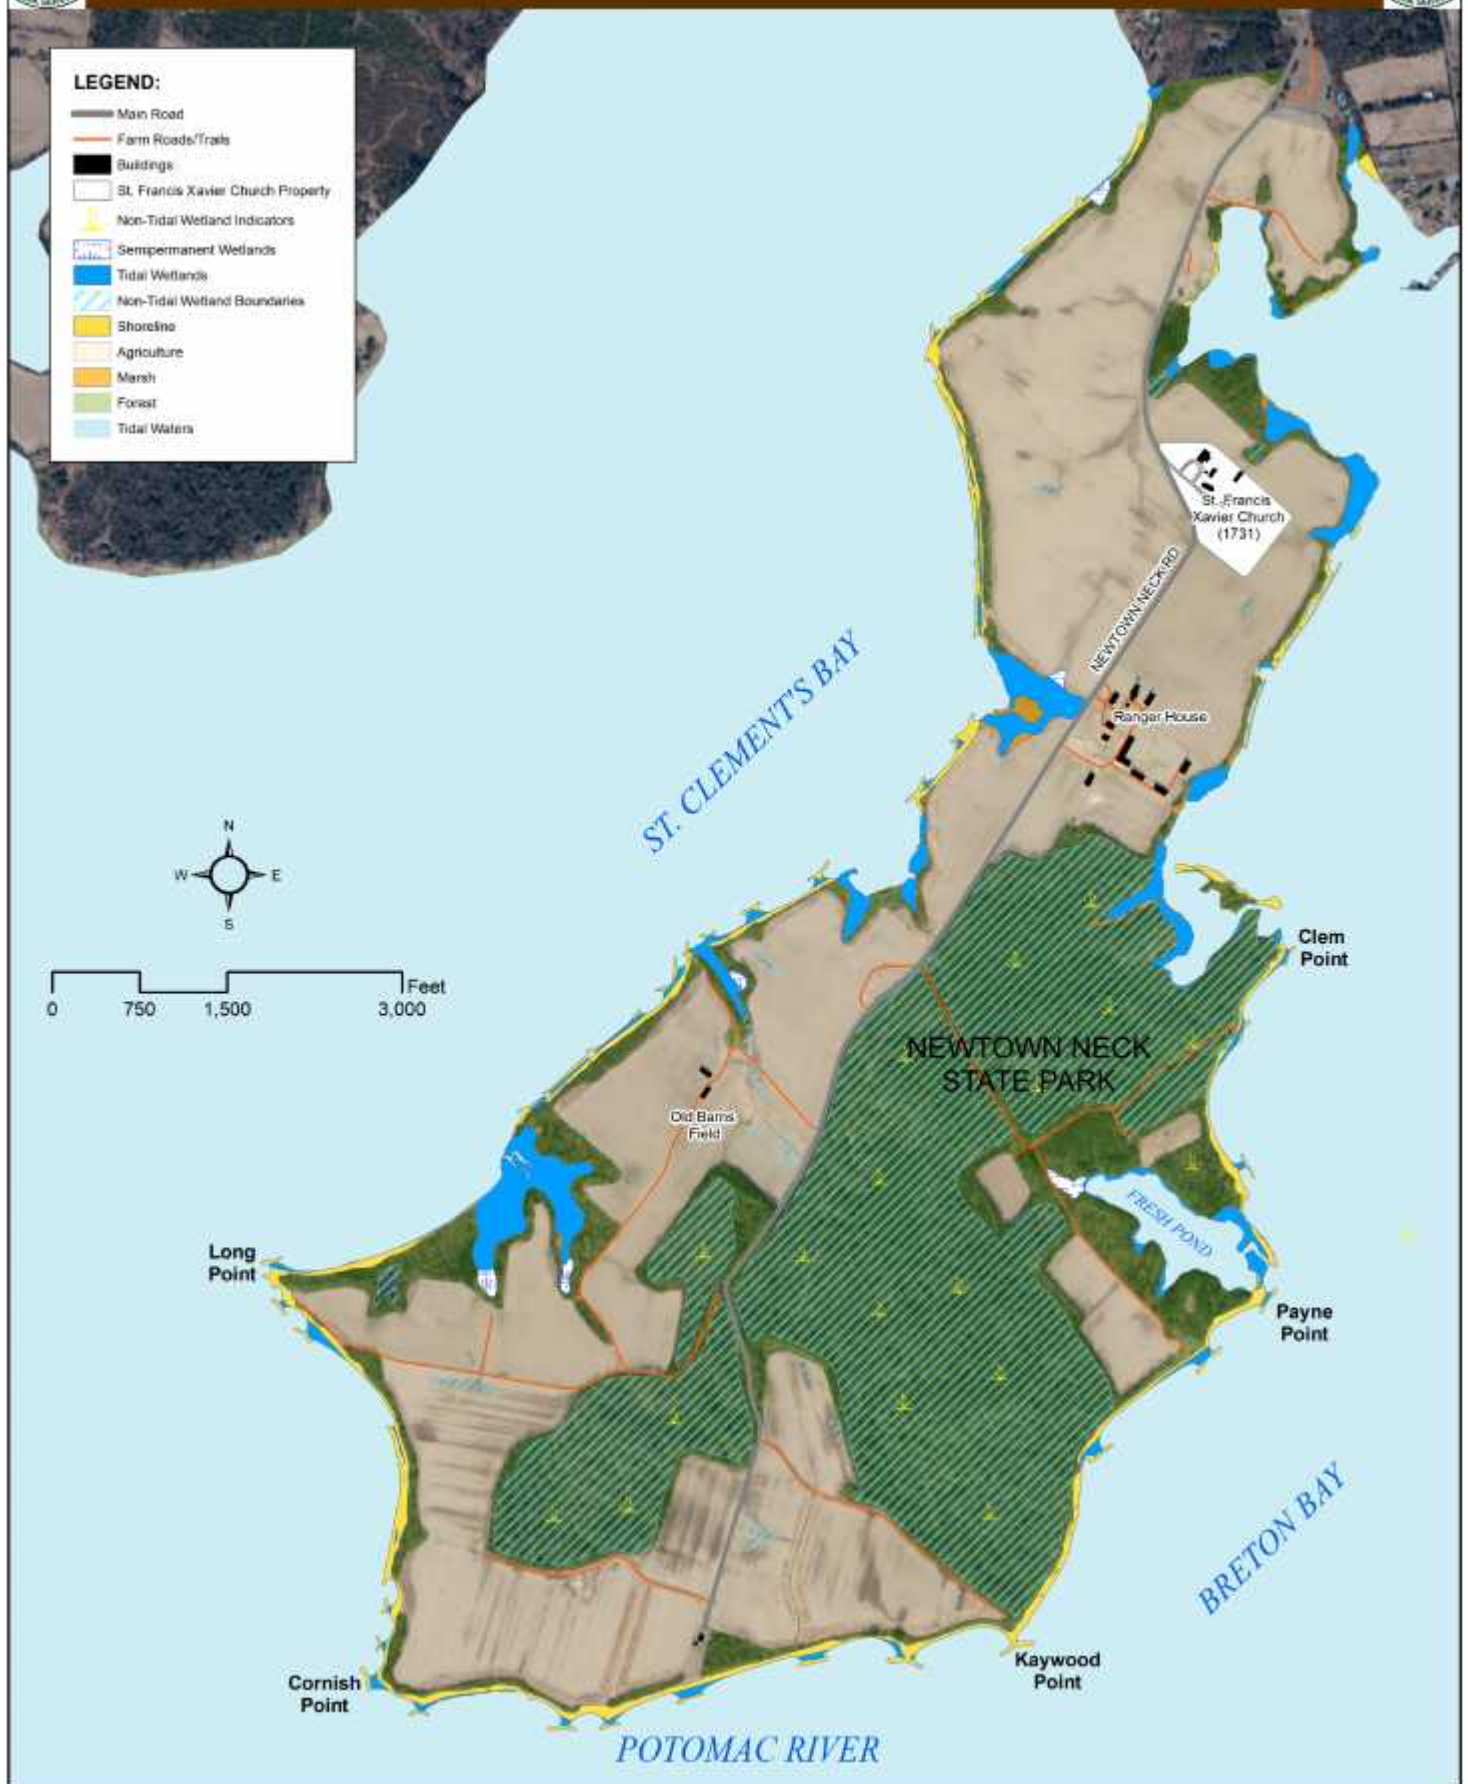 LEGEND:
Main Road
Farm Roads/Trails
Buildings
St. Francis Xavier Church Property
Non-Tidal Wetland Indicators
Semipermanent Wetlands
Tidal Wetlands
Non-Tidal Wetland Boundaries
Shoreline
Agriculture
Marsh
Forest
Tidal Waters
St. Francis
Xavier Church
(1731)
NEWTOWN NECK RD
Ranger House
ST. CLEMENT'S BAY
N
W E
S
Feet
0 750 1,500 3,000
Clem
Point
NEWTOWN NECK
STATE PARK
Old Barns
Field
FRESH POND
Long
Point
Payne
Point
BRETON BAY
Kaywood
Point
Cornish
Point
POTOMAC RIVER